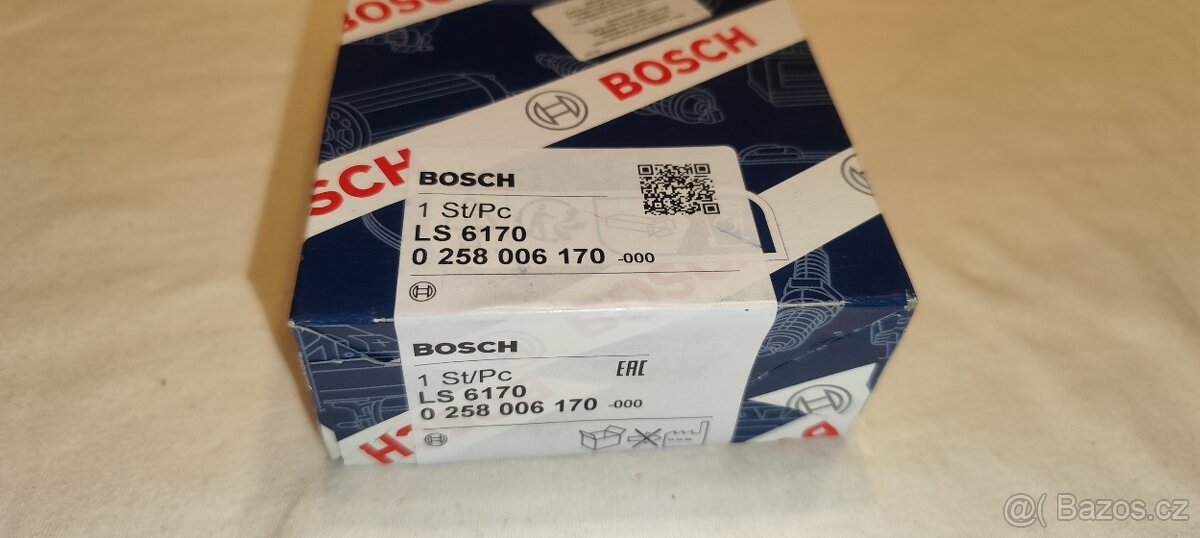 BOSCH
BOSCH
SCH
BOSCH
1 St/Pc
LS 6170
0 258 006 170 -000
BOSCH
EAC
1 St/Pc
LS 6170
0 258 006 170 -000
@( Bazos.cz